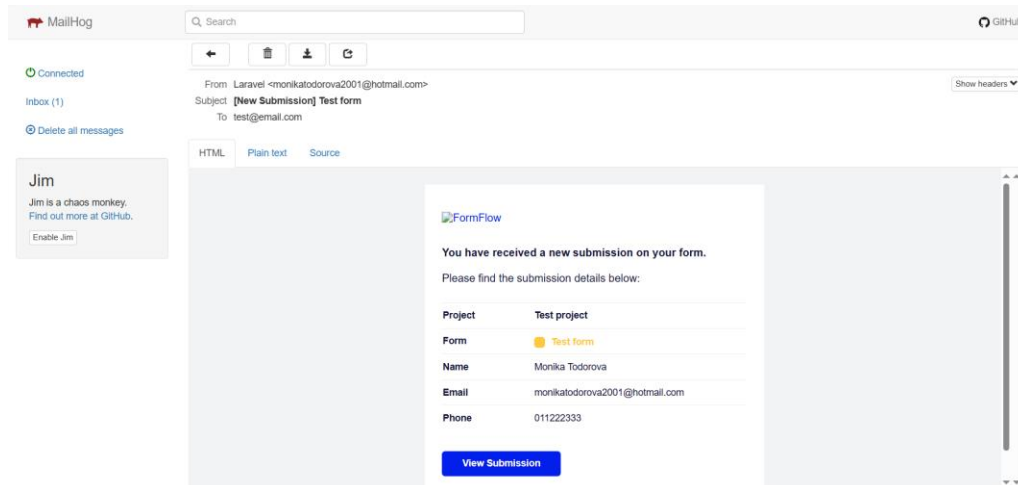 MailHog
Search
GitHub
Connected
Inbox (1)
Delete all messages
Jim
Jim is a chaos monkey.
Find out more at GitHub.
Enable Jim
From Laravel <monikatodorova2001@hotmail.com>
Subject [New Submission] Test form
To test@email.com
Show headers
HTML Plain text Source
FormFlow
You have received a new submission on your form.
Please find the submission details below:
Project Test project
Form Test form
Name Monika Todorova
Email monikatodorova2001@hotmail.com
Phone 011222333
View Submission